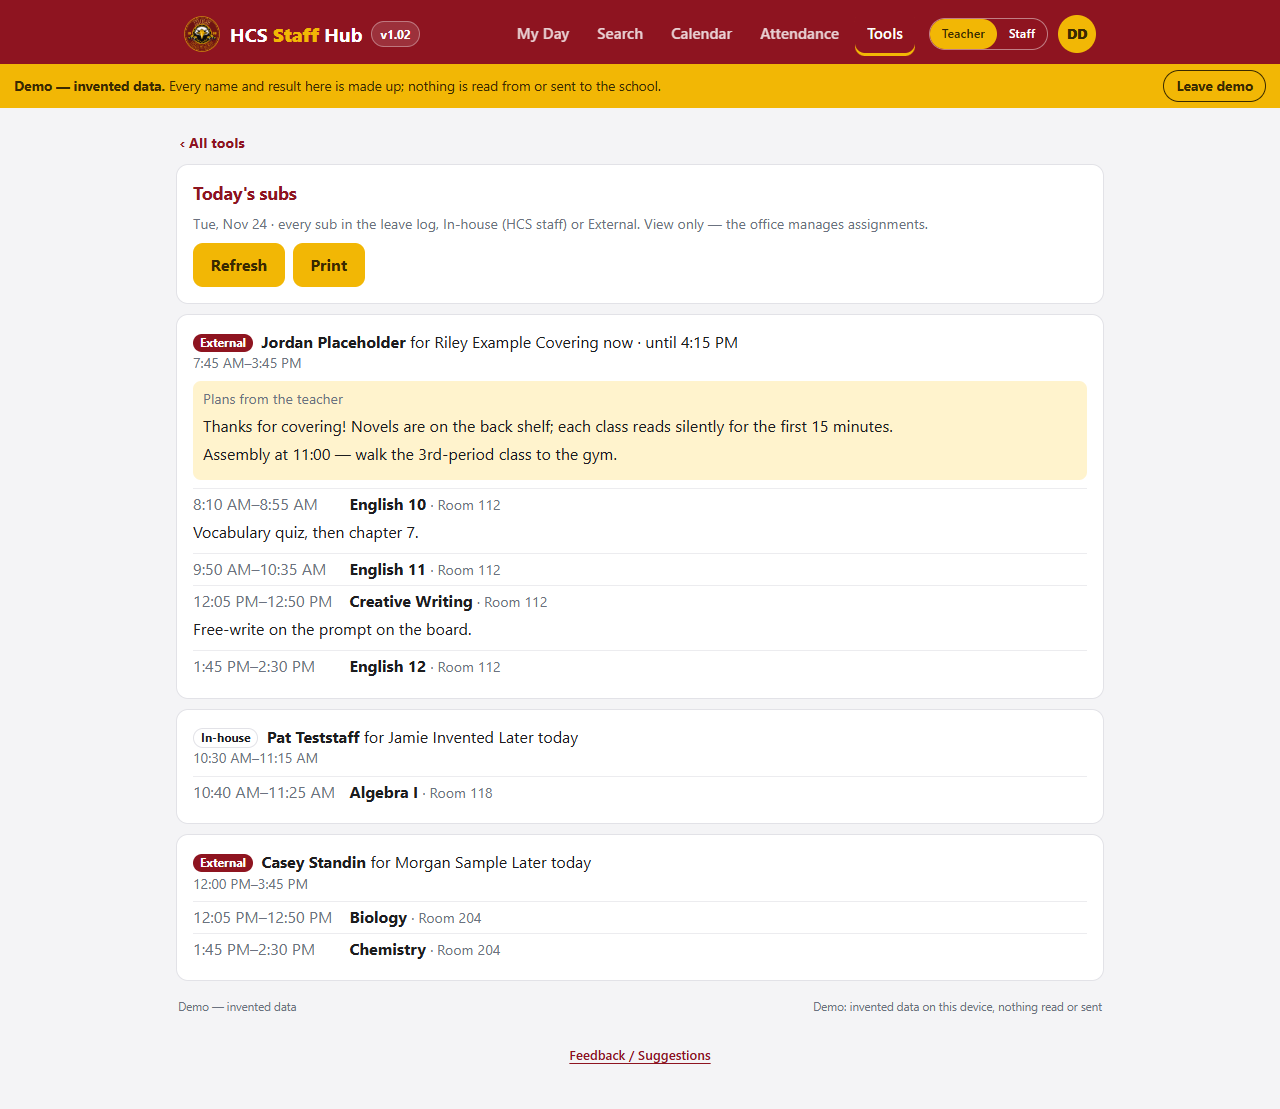 HCS Staff Hub v1.02 My Day Search Calendar Attendance Tools Teacher Staff DD
Demo — invented data. Every name and result here is made up; nothing is read from or sent to the school. Leave demo
‹ All tools
Today's subs
Tue, Nov 24 · every sub in the leave log, In-house (HCS staff) or External. View only — the office manages assignments.
Refresh Print
External Jordan Placeholder for Riley Example Covering now · until 4:15 PM
7:45 AM–3:45 PM
Plans from the teacher
Thanks for covering! Novels are on the back shelf; each class reads silently for the first 15 minutes.
Assembly at 11:00 — walk the 3rd-period class to the gym.
8:10 AM–8:55 AM English 10 · Room 112
Vocabulary quiz, then chapter 7.
9:50 AM–10:35 AM English 11 · Room 112
12:05 PM–12:50 PM Creative Writing · Room 112
Free-write on the prompt on the board.
1:45 PM–2:30 PM English 12 · Room 112
In-house Pat Teststaff for Jamie Invented Later today
10:30 AM–11:15 AM
10:40 AM–11:25 AM Algebra I · Room 118
External Casey Standin for Morgan Sample Later today
12:00 PM–3:45 PM
12:05 PM–12:50 PM Biology · Room 204
1:45 PM–2:30 PM Chemistry · Room 204
Demo — invented data Demo: invented data on this device, nothing read or sent
Feedback / Suggestions